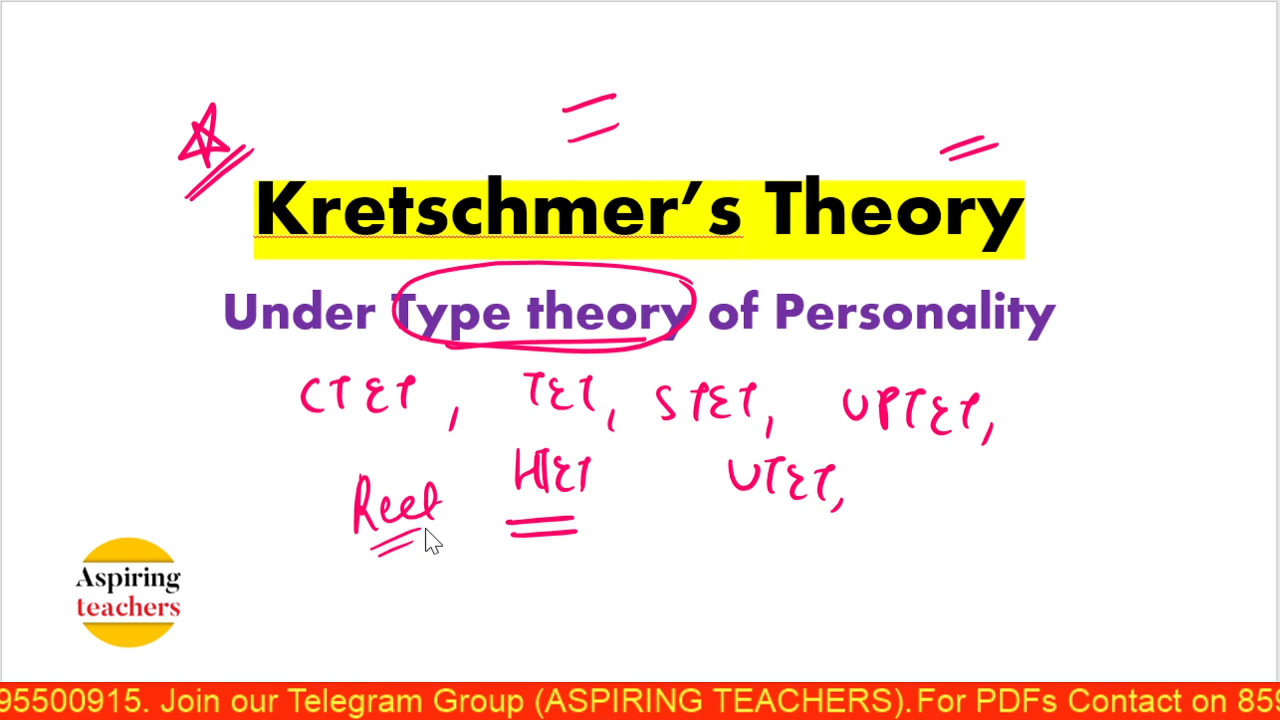 Kretschmer’s Theory
Under Type theory of Personality
CTET, TET, STET, UPTET,
HTET UTET,
Reet
Aspiring
teachers
95500915. Join our Telegram Group (ASPIRING TEACHERS).For PDFs Contact on 859